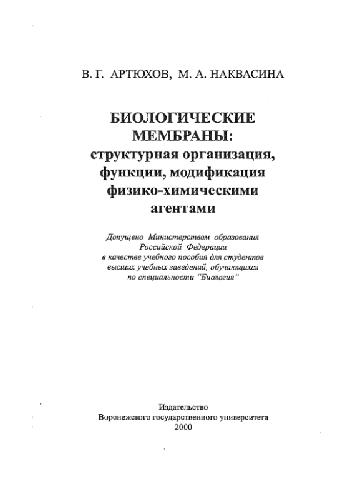 В. Г. АРТЮХОВ, М. А. НАКВАСИНА
БИОЛОГИЧЕСКИЕ
МЕМБРАНЫ:
структурная организация,
функции, модификация
физико-химическими
агентами
Допущено Министерством образования
Российской Федерации
в качестве учебного пособия для студентов
высших учебных заведений, обучающихся
по специальности "Биология"
Издательство
Воронежского государственного университета
2000